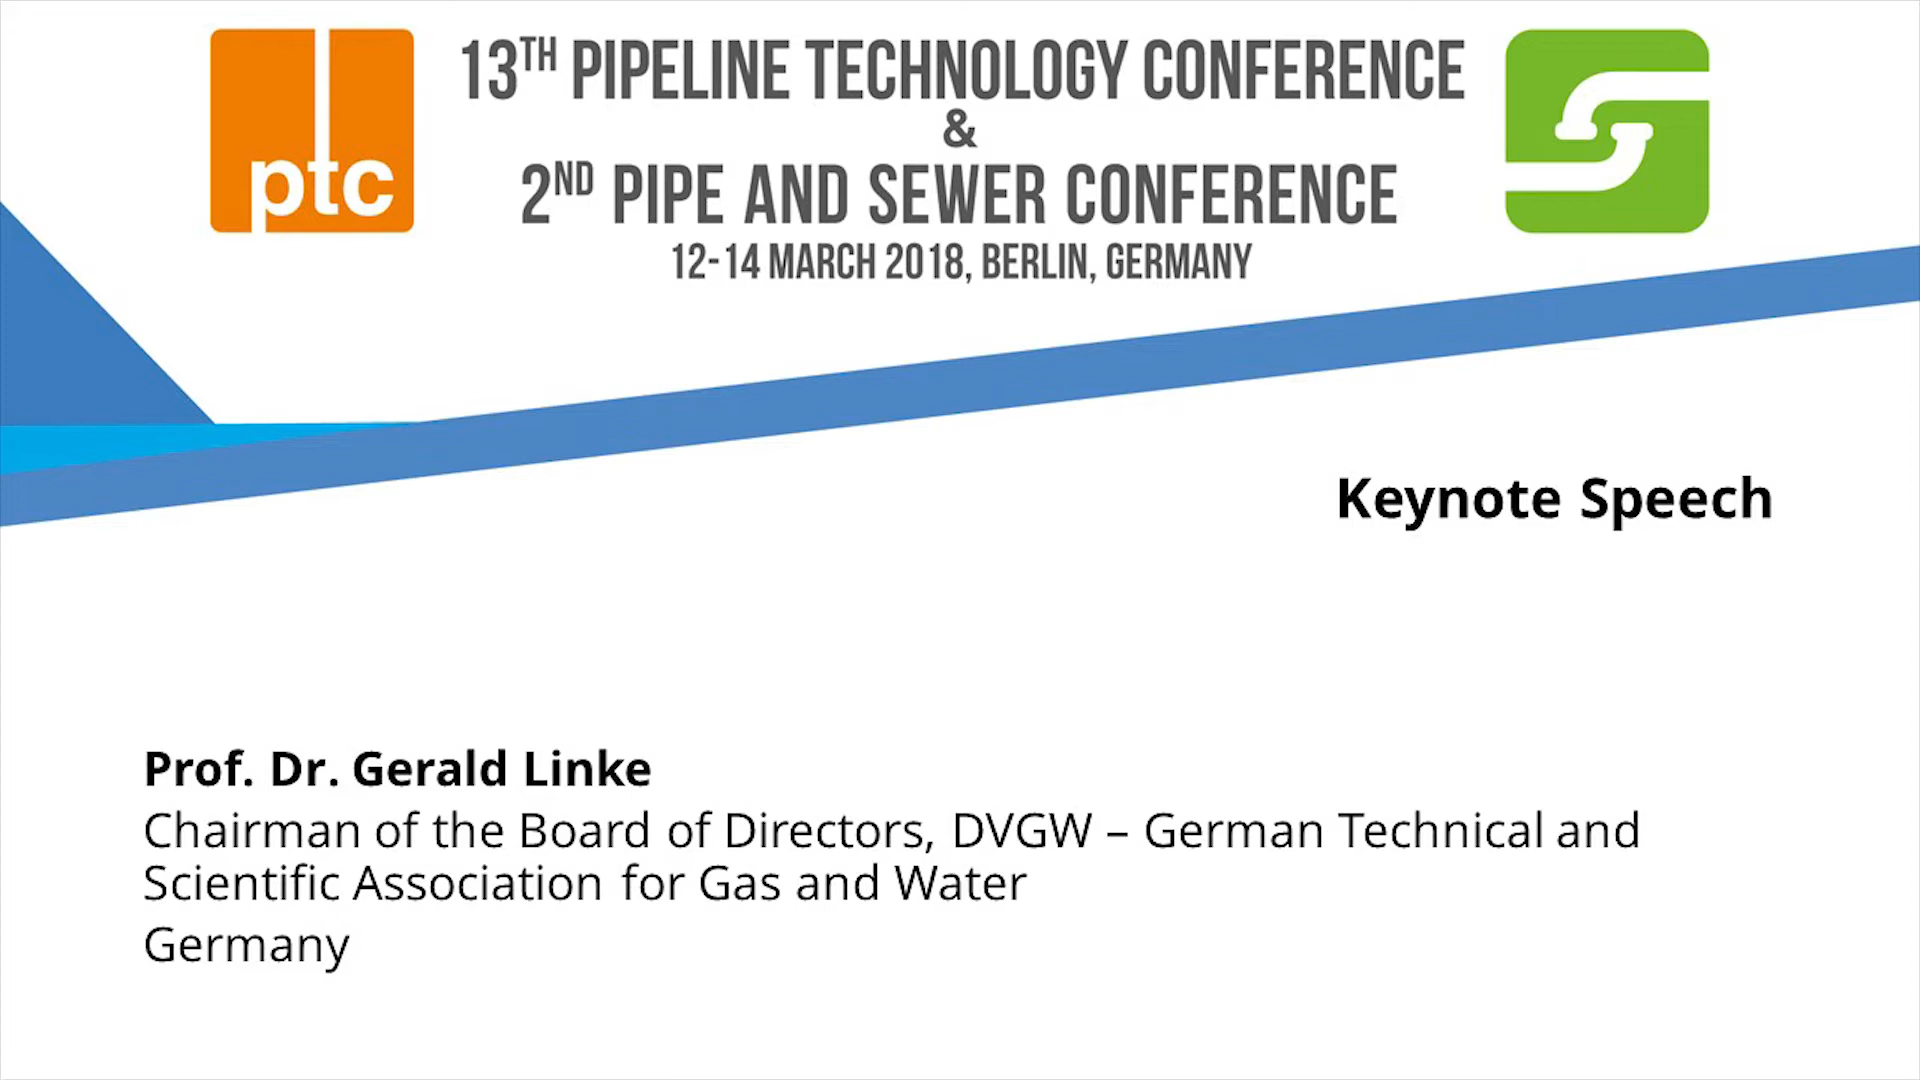 ptc
13TH PIPELINE TECHNOLOGY CONFERENCE
&
2ND PIPE AND SEWER CONFERENCE
12-14 MARCH 2018, BERLIN, GERMANY
Keynote Speech
Prof. Dr. Gerald Linke
Chairman of the Board of Directors, DVGW – German Technical and
Scientific Association for Gas and Water
Germany